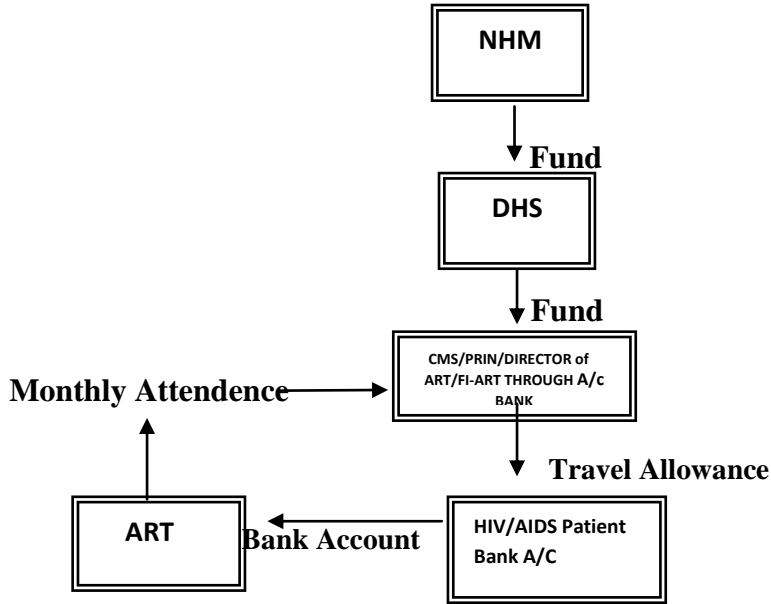 NHM
Fund
DHS
Fund
CMS/PRIN/DIRECTOR of
ART/FI-ART THROUGH A/c
BANK
Monthly Attendence
Travel Allowance
ART
Bank Account
HIV/AIDS Patient
Bank A/C